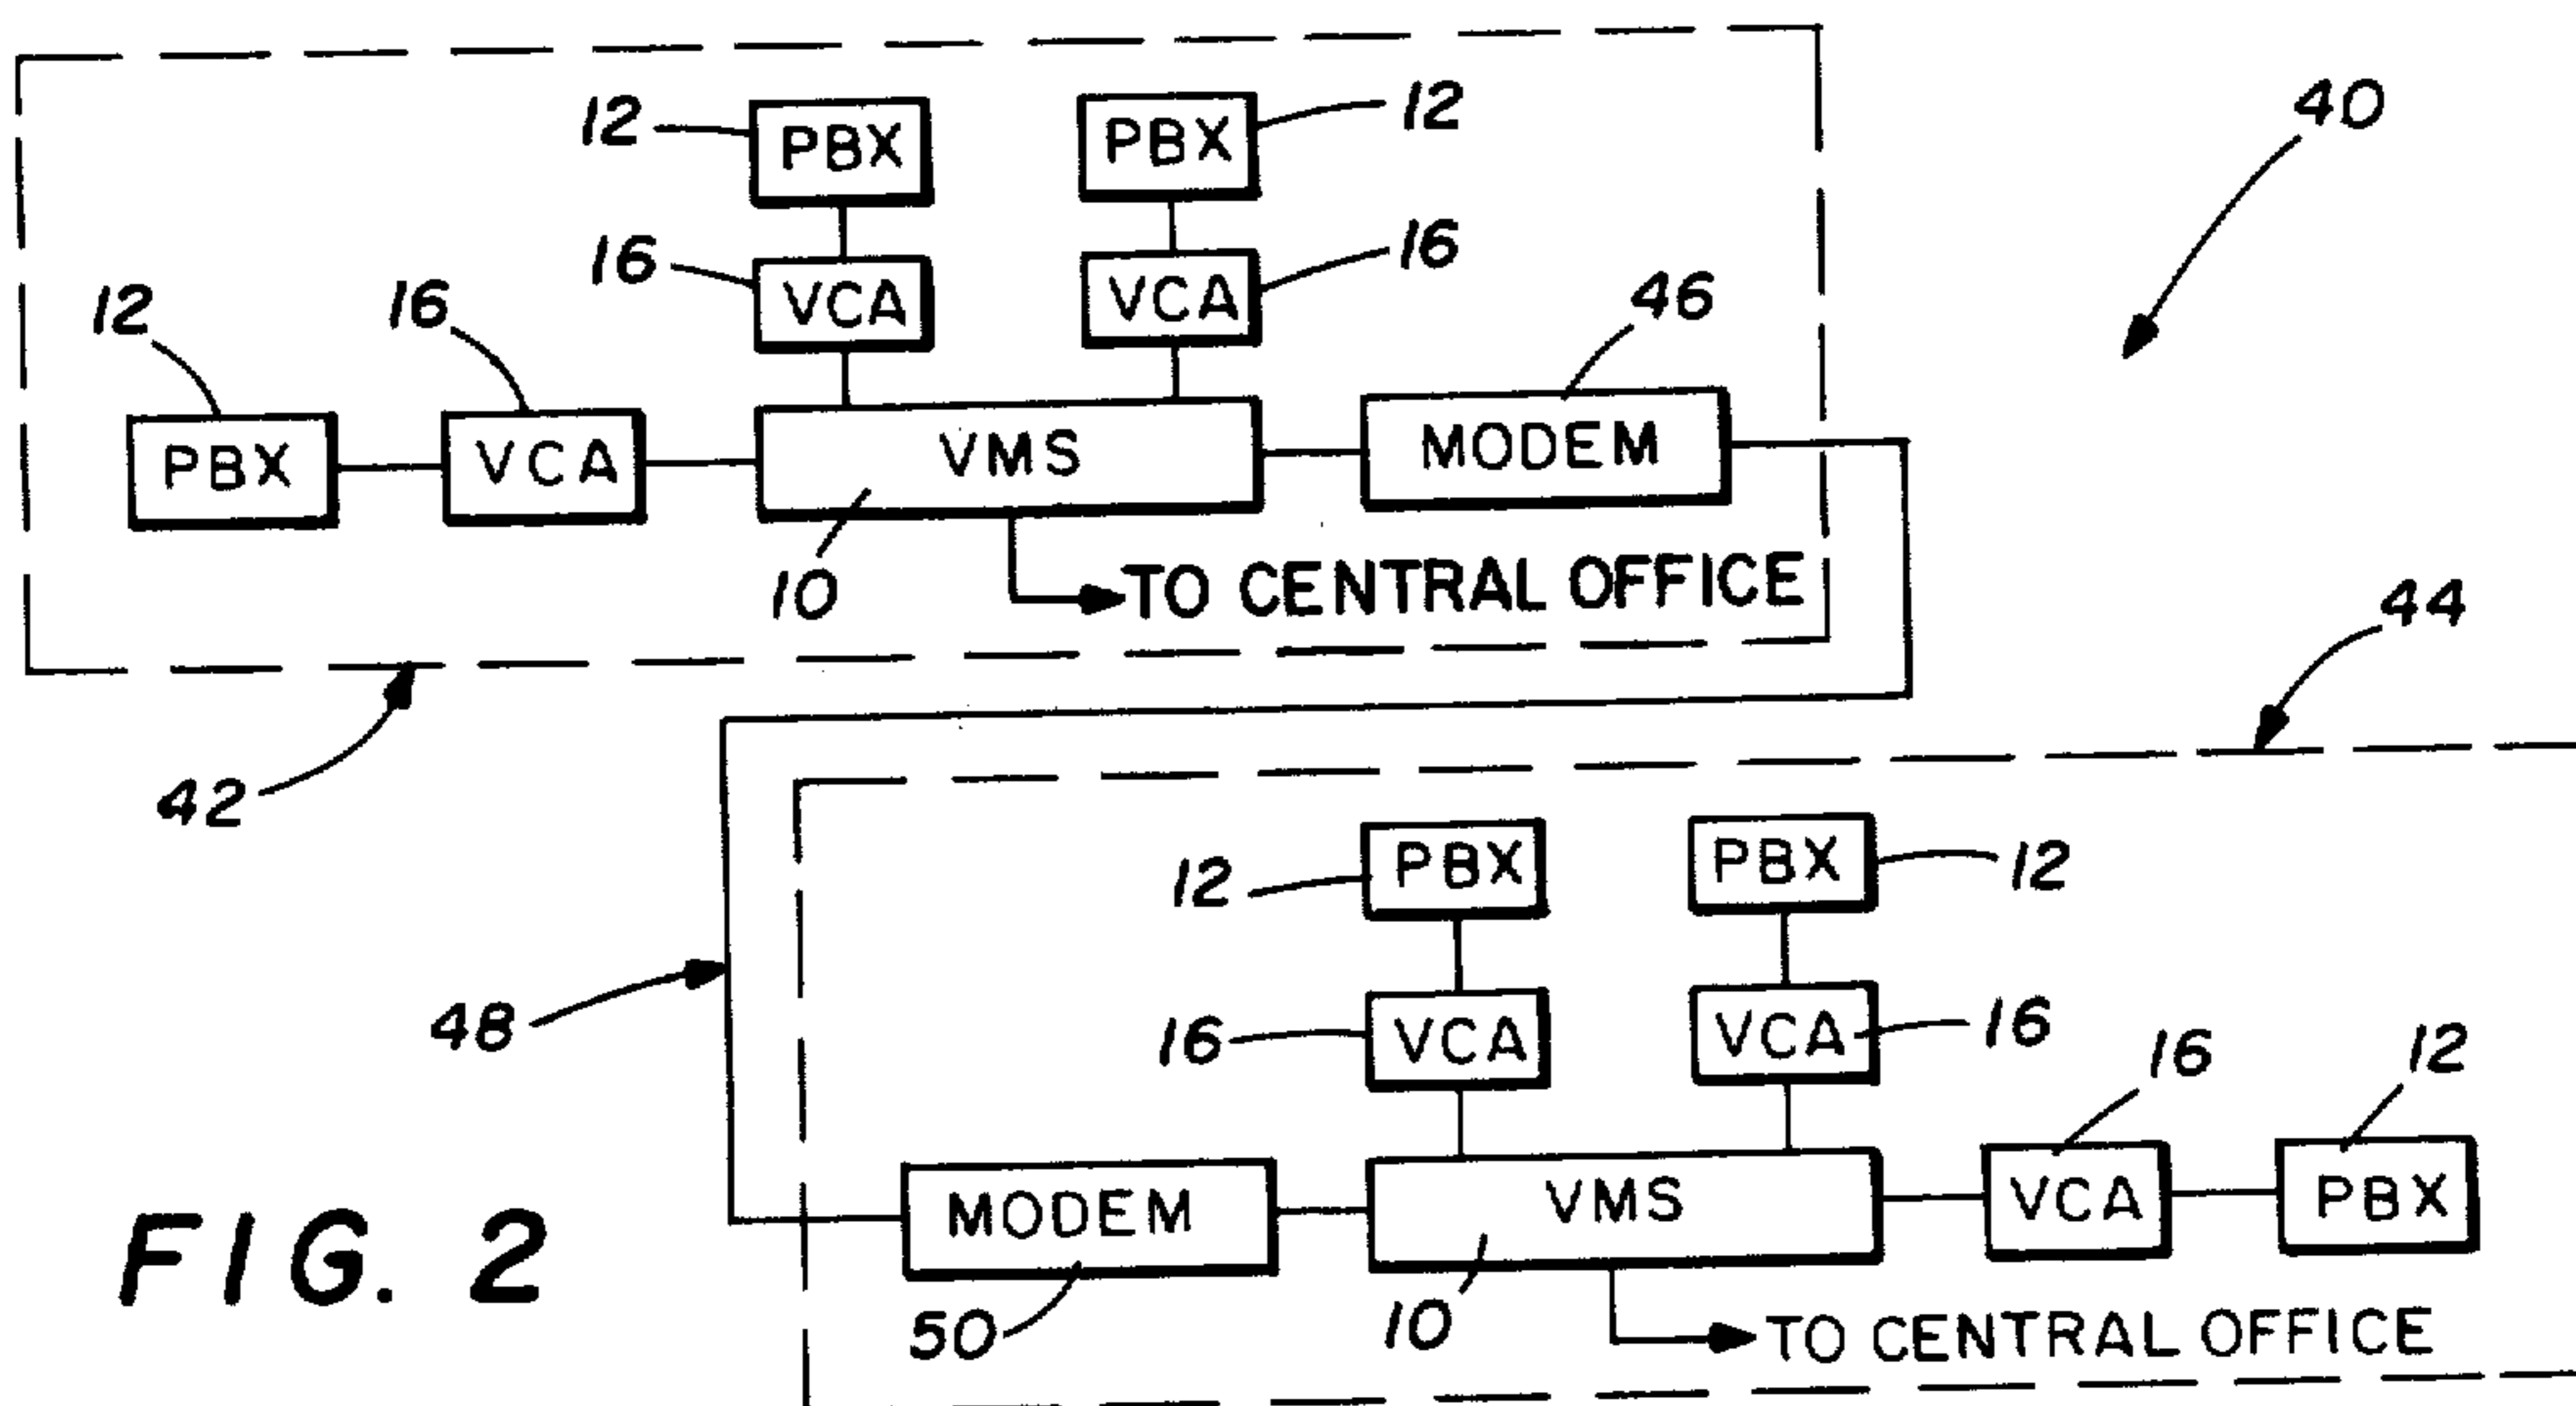 40
12 PBX
PBX 12
16 VCA
VCA 16
12
16
46
PBX
VCA
VMS
MODEM
10
TO CENTRAL OFFICE
42
44
12 PBX
PBX 12
48
16 VCA
VCA 16
16
12
MODEM
VMS
VCA
PBX
50
10
TO CENTRAL OFFICE
FIG. 2